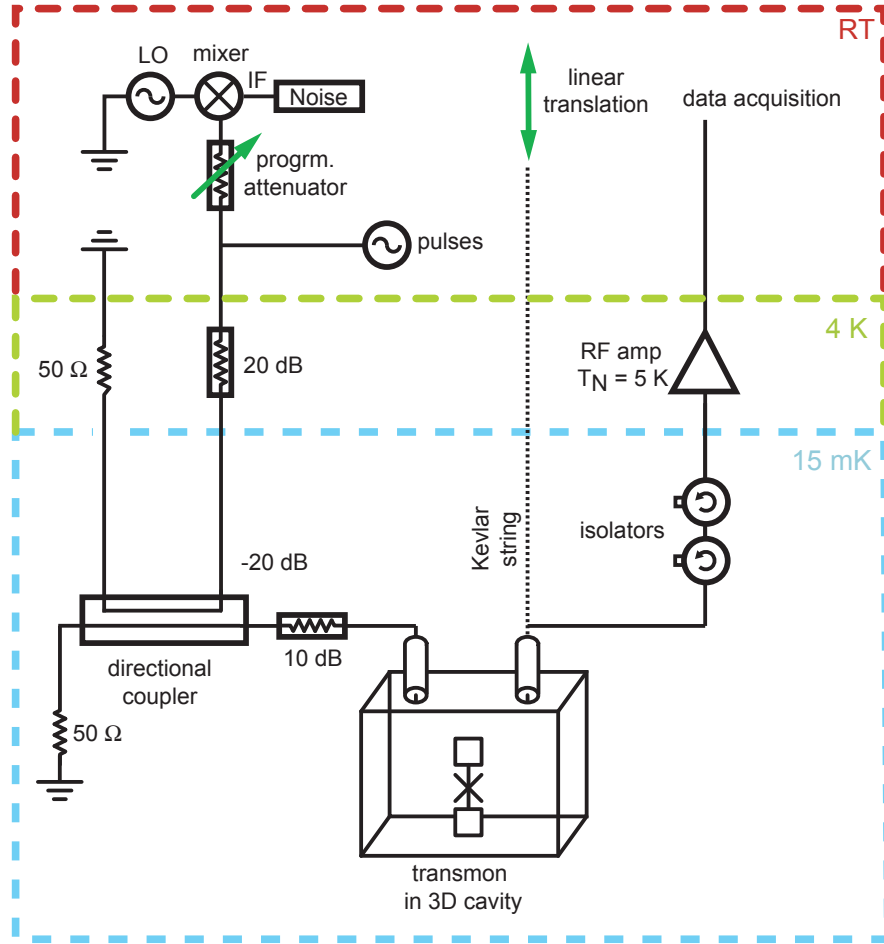 RT
LO
mixer
IF
Noise
linear
translation
data acquisition
progrm.
attenuator
pulses
4 K
50 Ω
20 dB
RF amp
T_N = 5 K
15 mK
Kevlar
string
isolators
-20 dB
10 dB
directional
coupler
50 Ω
transmon
in 3D cavity